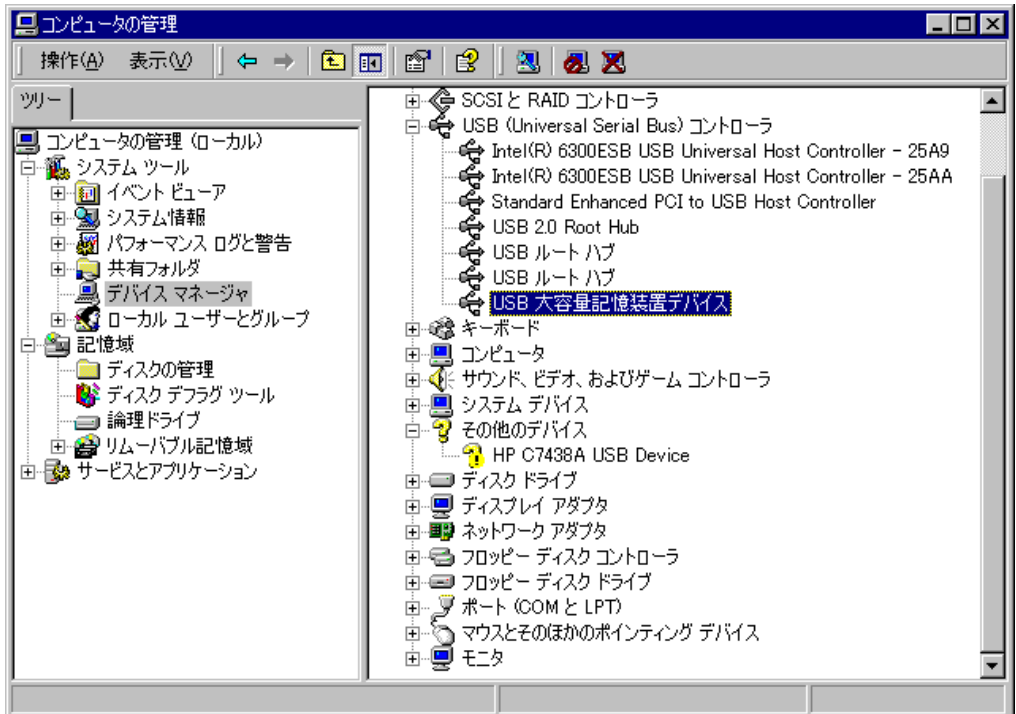 コンピュータの管理
操作(A) 表示(V)
ツリー
コンピュータの管理 (ローカル)
システム ツール
イベント ビューア
システム情報
パフォーマンス ログと警告
共有フォルダ
デバイス マネージャ
ローカル ユーザーとグループ
記憶域
ディスクの管理
ディスク デフラグ ツール
論理ドライブ
リムーバブル記憶域
サービスとアプリケーション
SCSI と RAID コントローラ
USB (Universal Serial Bus) コントローラ
Intel(R) 6300ESB USB Universal Host Controller - 25A9
Intel(R) 6300ESB USB Universal Host Controller - 25AA
Standard Enhanced PCI to USB Host Controller
USB 2.0 Root Hub
USB ルート ハブ
USB ルート ハブ
USB 大容量記憶装置デバイス
キーボード
コンピュータ
サウンド、ビデオ、およびゲーム コントローラ
システム デバイス
その他のデバイス
HP C7438A USB Device
ディスク ドライブ
ディスプレイ アダプタ
ネットワーク アダプタ
フロッピー ディスク コントローラ
フロッピー ディスク ドライブ
ポート (COM と LPT)
マウスとそのほかのポインティング デバイス
モニタ